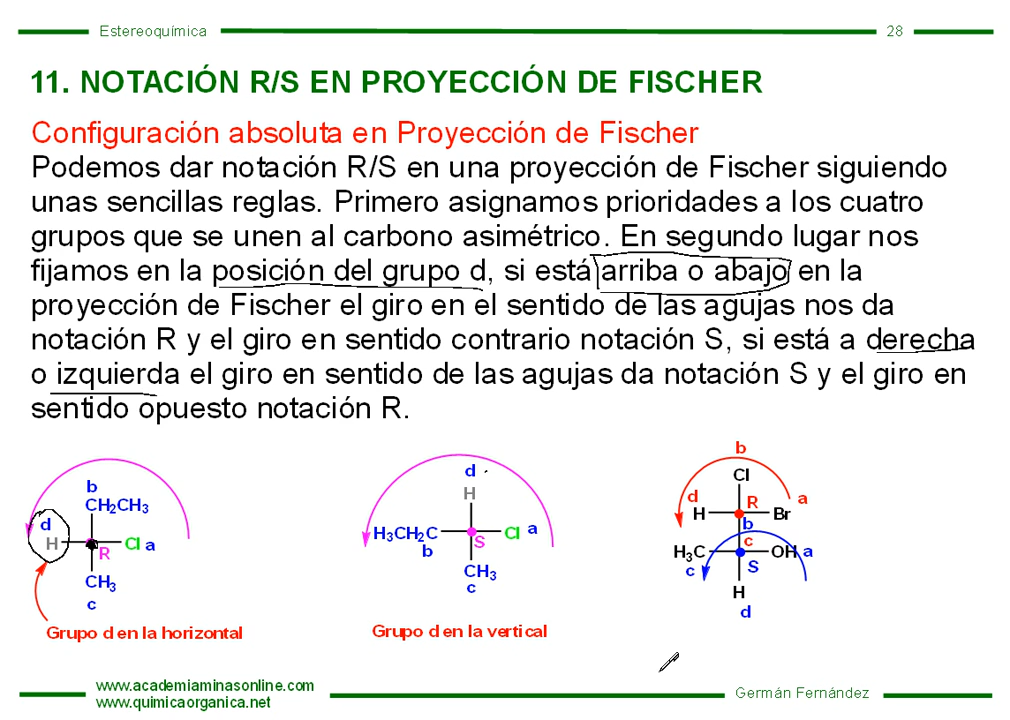 Estereoquímica 28
11. NOTACIÓN R/S EN PROYECCIÓN DE FISCHER
Configuración absoluta en Proyección de Fischer
Podemos dar notación R/S en una proyección de Fischer siguiendo
unas sencillas reglas. Primero asignamos prioridades a los cuatro
grupos que se unen al carbono asimétrico. En segundo lugar nos
fijamos en la posición del grupo d, si está arriba o abajo en la
proyección de Fischer el giro en el sentido de las agujas nos da
notación R y el giro en sentido contrario notación S, si está a derecha
o izquierda el giro en sentido de las agujas da notación S y el giro en
sentido opuesto notación R.
b
CH2CH3
d
H
Cl a
R
CH3
c
Grupo d en la horizontal
d
H
H3CH2C
b
Cl a
S
CH3
c
Grupo d en la vertical
b
Cl
d
H
R
Br
a
b
c
H3C
c
OH a
S
H
d
www.academiaminasonline.com
www.quimicaorganica.net
Germán Fernández